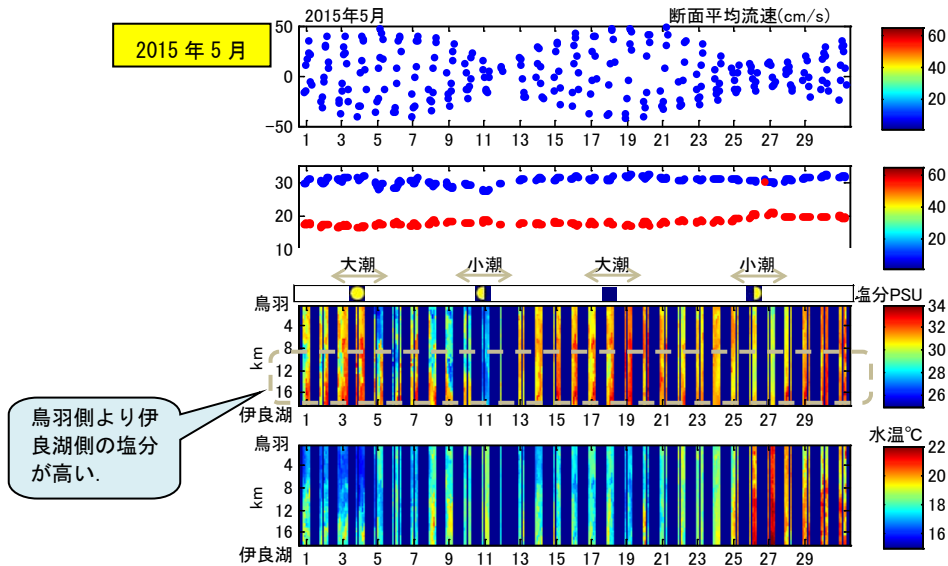 2015年5月
2015年5月
断面平均流速(cm/s)
50
0
−50
1 3 5 7 9 11 13 15 17 19 21 23 25 27 29
60
40
20
30
20
10
60
40
20
大潮 小潮 大潮 小潮
塩分PSU
鳥羽
4
8
12
16
km
伊良湖
1 3 5 7 9 11 13 15 17 19 21 23 25 27 29
34
32
30
28
26
鳥羽側より伊
良湖側の塩分
が高い.
水温℃
鳥羽
4
8
12
16
km
伊良湖
1 3 5 7 9 11 13 15 17 19 21 23 25 27 29
22
20
18
16